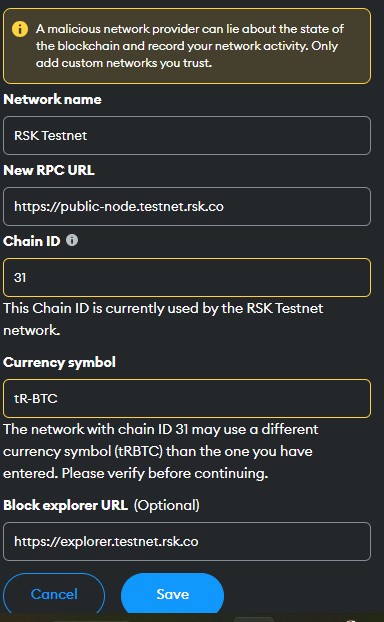 A malicious network provider can lie about the state of
the blockchain and record your network activity. Only
add custom networks you trust.
Network name
RSK Testnet
New RPC URL
https://public-node.testnet.rsk.co
Chain ID
31
This Chain ID is currently used by the RSK Testnet
network.
Currency symbol
tR-BTC
The network with chain ID 31 may use a different
currency symbol (tRBTC) than the one you have
entered. Please verify before continuing.
Block explorer URL (Optional)
https://explorer.testnet.rsk.co
Cancel Save